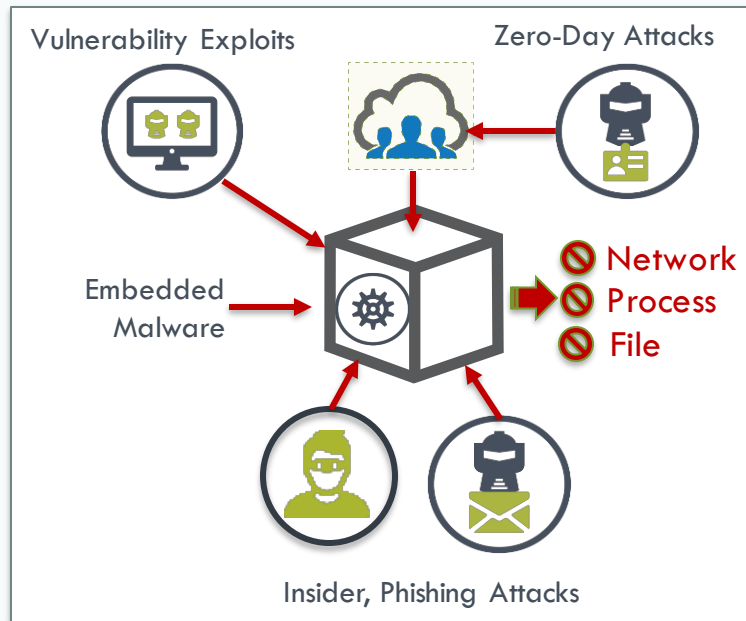 Vulnerability Exploits
Zero-Day Attacks
Embedded
Malware
Network
Process
File
Insider, Phishing Attacks